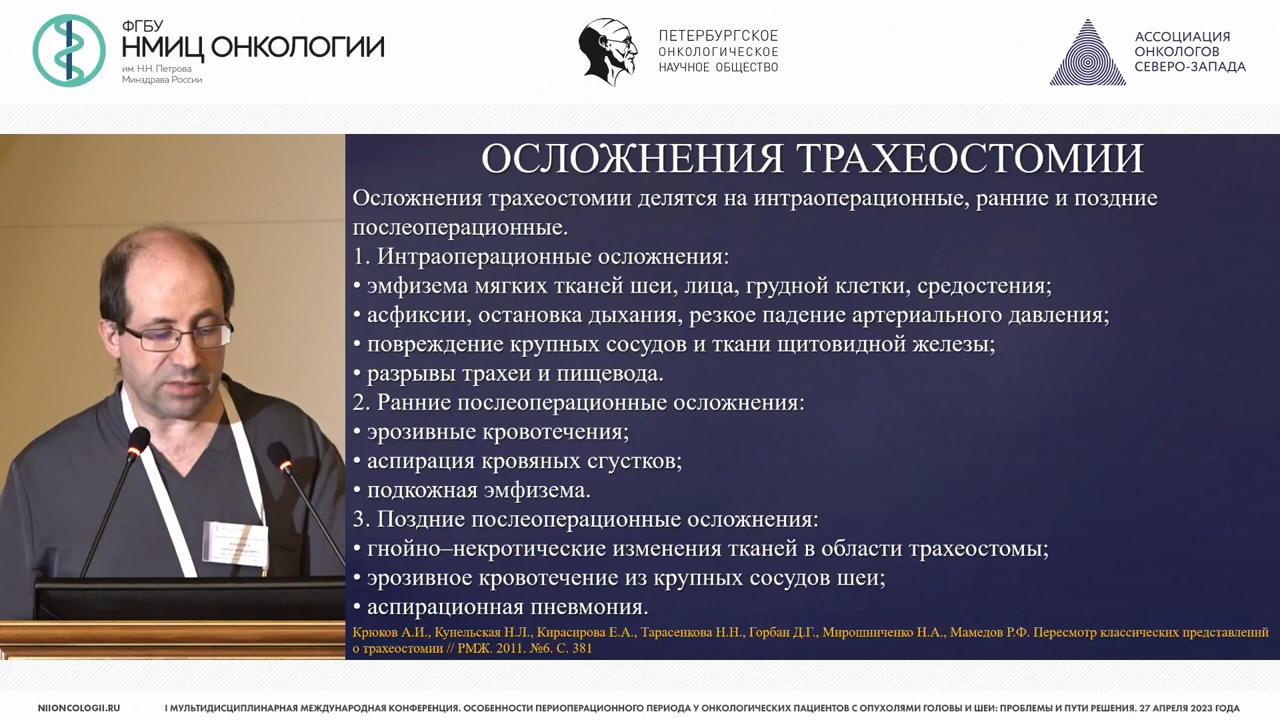 ФГБУ
НМИЦ ОНКОЛОГИИ
им. Н.Н. Петрова
Минздрава России
ПЕТЕРБУРГСКОЕ
ОНКОЛОГИЧЕСКОЕ
НАУЧНОЕ ОБЩЕСТВО
АССОЦИАЦИЯ
ОНКОЛОГОВ
СЕВЕРО-ЗАПАДА
ОСЛОЖНЕНИЯ ТРАХЕОСТОМИИ
Осложнения трахеостомии делятся на интраоперационные, ранние и поздние
послеоперационные.
1. Интраоперационные осложнения:
• эмфизема мягких тканей шеи, лица, грудной клетки, средостения;
• асфиксии, остановка дыхания, резкое падение артериального давления;
• повреждение крупных сосудов и ткани щитовидной железы;
• разрывы трахеи и пищевода.
2. Ранние послеоперационные осложнения:
• эрозивные кровотечения;
• аспирация кровяных сгустков;
• подкожная эмфизема.
3. Поздние послеоперационные осложнения:
• гнойно–некротические изменения тканей в области трахеостомы;
• эрозивное кровотечение из крупных сосудов шеи;
• аспирационная пневмония.
Крюков А.И., Кунельская Н.Л., Кирасирова Е.А., Тарасенкова Н.Н., Горбан Д.Г., Мирошниченко Н.А., Мамедов Р.Ф. Пересмотр классических представлений
о трахеостомии // РМЖ. 2011. №6. С. 381
NIIONCOLOGII.RU
I МУЛЬТИДИСЦИПЛИНАРНАЯ МЕЖДУНАРОДНАЯ КОНФЕРЕНЦИЯ. ОСОБЕННОСТИ ПЕРИОПЕРАЦИОННОГО ПЕРИОДА У ОНКОЛОГИЧЕСКИХ ПАЦИЕНТОВ С ОПУХОЛЯМИ ГОЛОВЫ И ШЕИ: ПРОБЛЕМЫ И ПУТИ РЕШЕНИЯ. 27 АПРЕЛЯ 2023 ГОДА